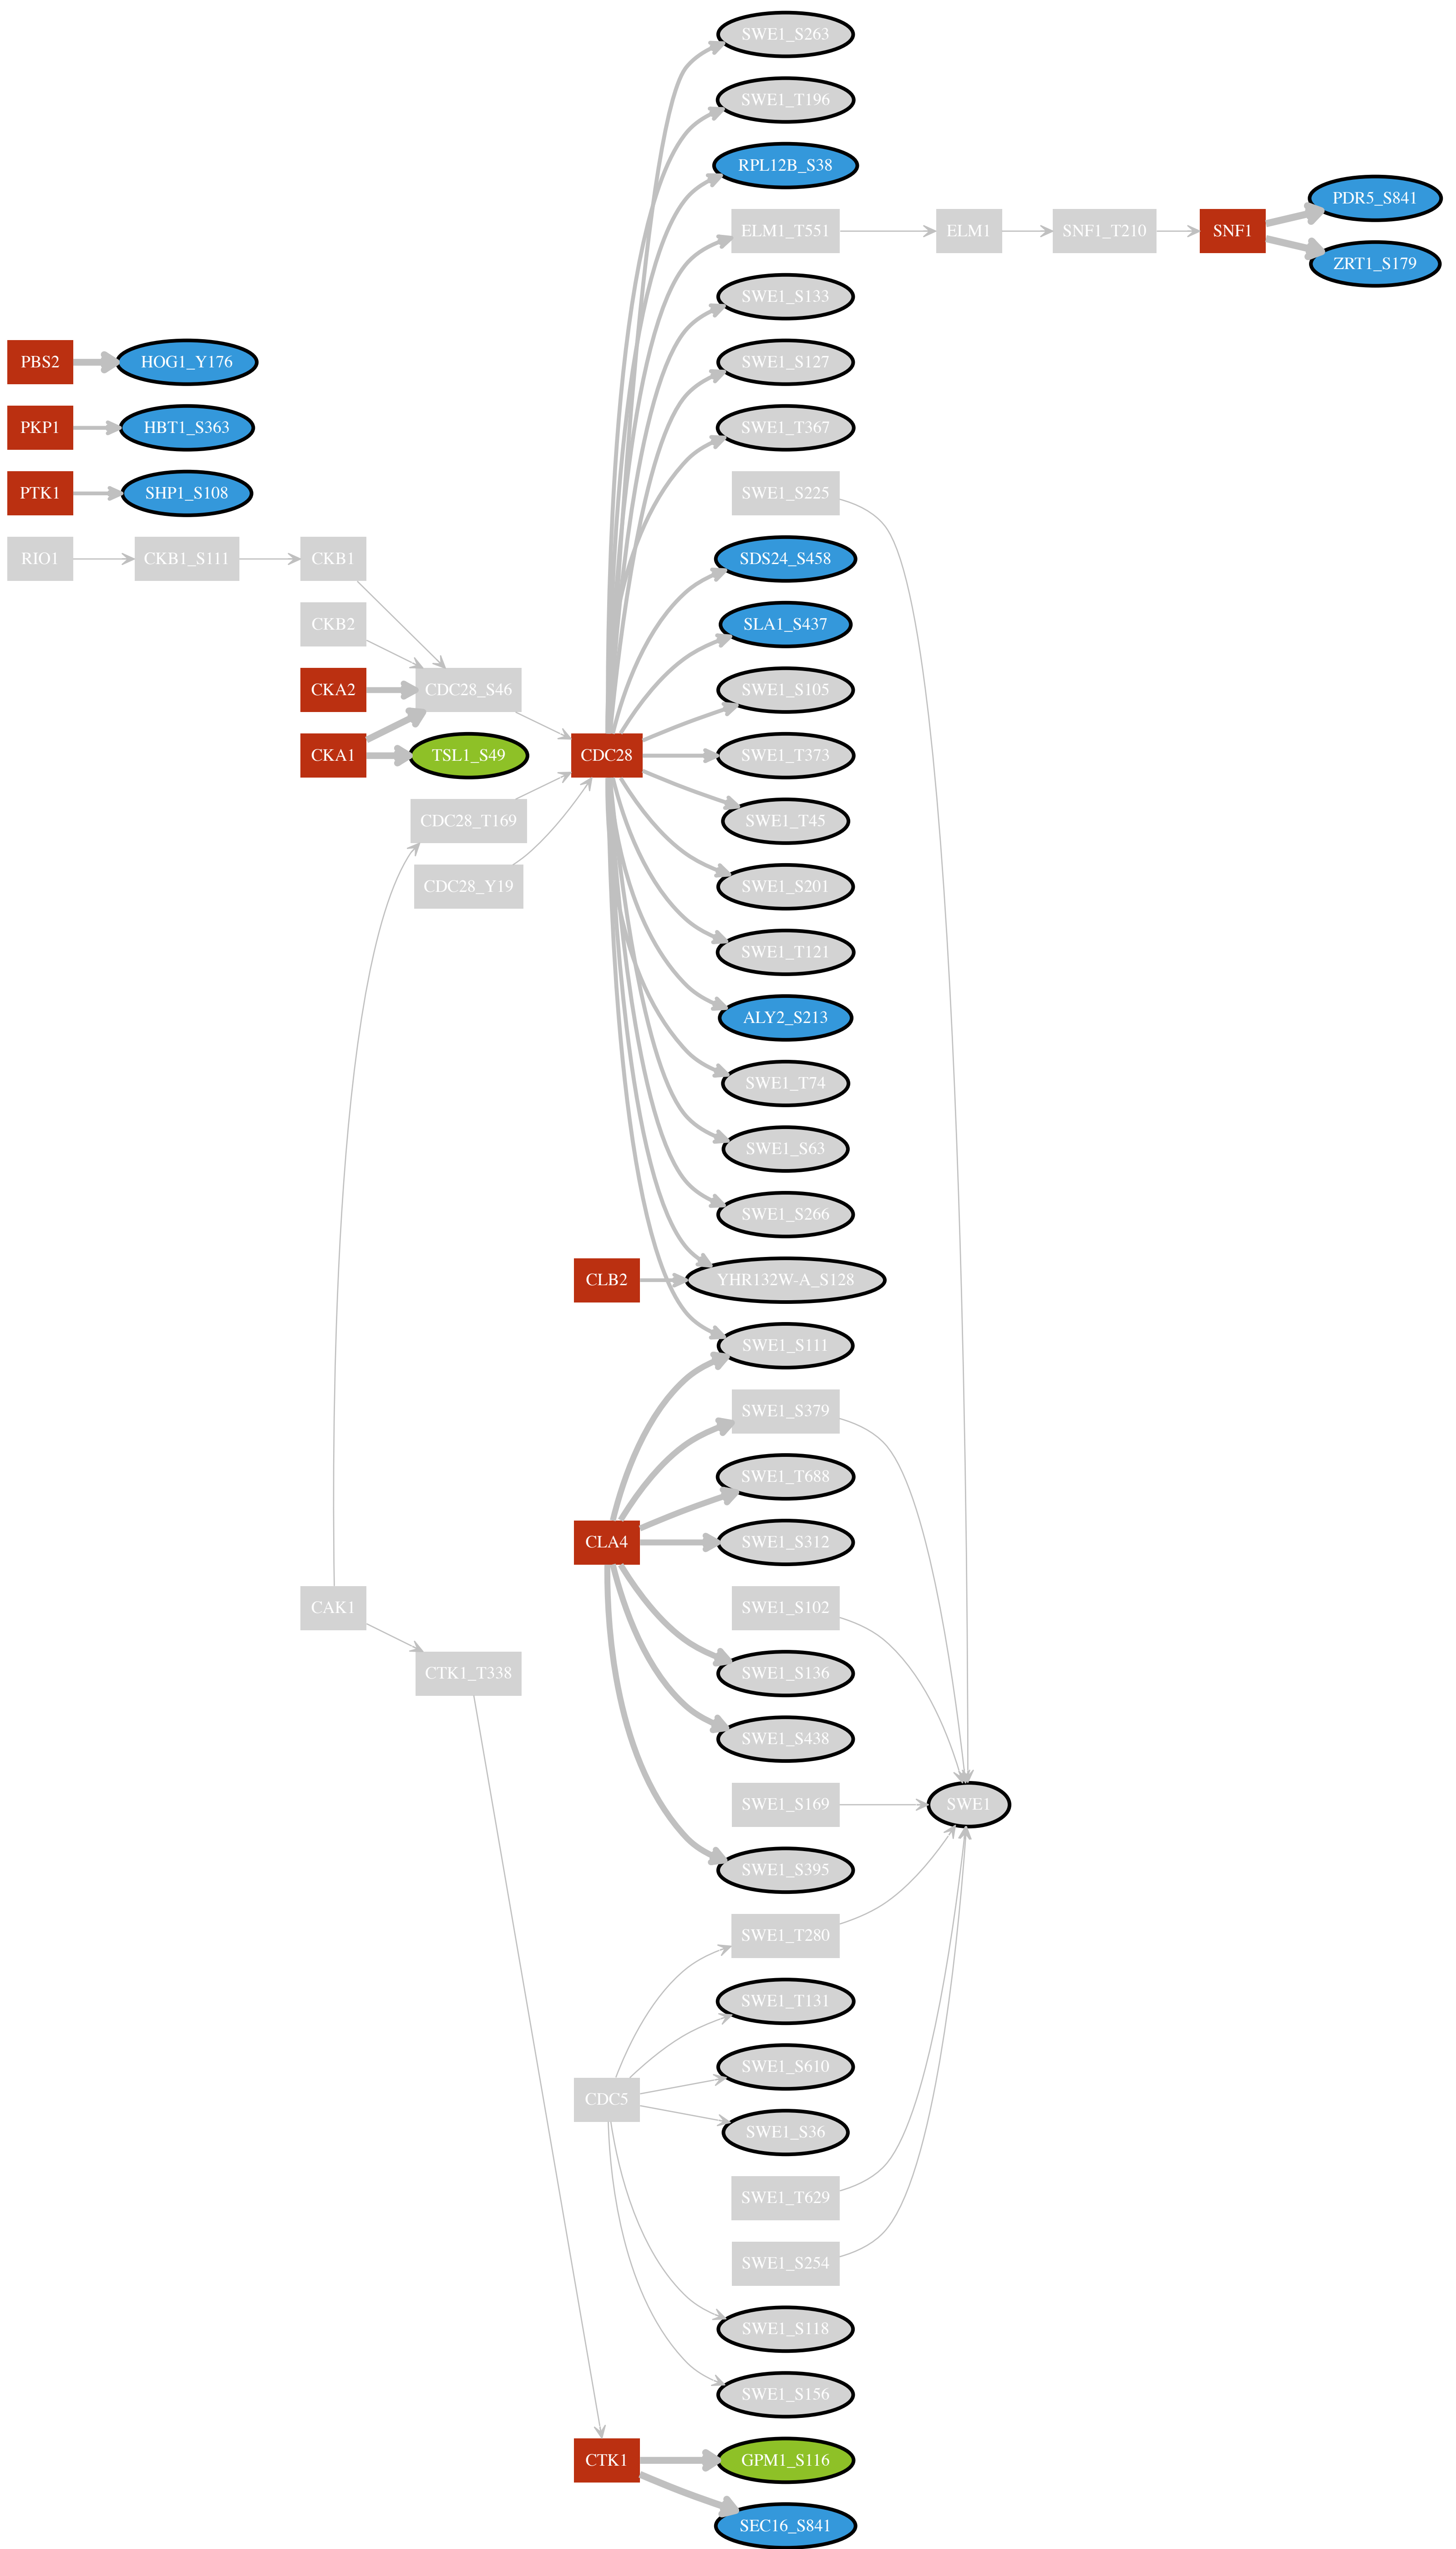 SWE1_S263
SWE1_T196
RPL12B_S38
PDR5_S841
ELM1_T551
ELM1
SNF1_T210
SNF1
ZRT1_S179
SWE1_S133
PBS2
HOG1_Y176
SWE1_S127
PKP1
HBT1_S363
SWE1_T367
PTK1
SHP1_S108
SWE1_S225
RIO1
CKB1_S111
CKB1
SDS24_S458
CKB2
SLA1_S437
CKA2
CDC28_S46
SWE1_S105
CKA1
TSL1_S49
CDC28
SWE1_T373
CDC28_T169
SWE1_T45
CDC28_Y19
SWE1_S201
SWE1_T121
ALY2_S213
SWE1_T74
SWE1_S63
SWE1_S266
CLB2
YHR132W-A_S128
SWE1_S111
SWE1_S379
SWE1_T688
CLA4
SWE1_S312
CAK1
SWE1_S102
CTK1_T338
SWE1_S136
SWE1_S438
SWE1_S169
SWE1
SWE1_S395
SWE1_T280
SWE1_T131
SWE1_S610
CDC5
SWE1_S36
SWE1_T629
SWE1_S254
SWE1_S118
SWE1_S156
CTK1
GPM1_S116
SEC16_S841